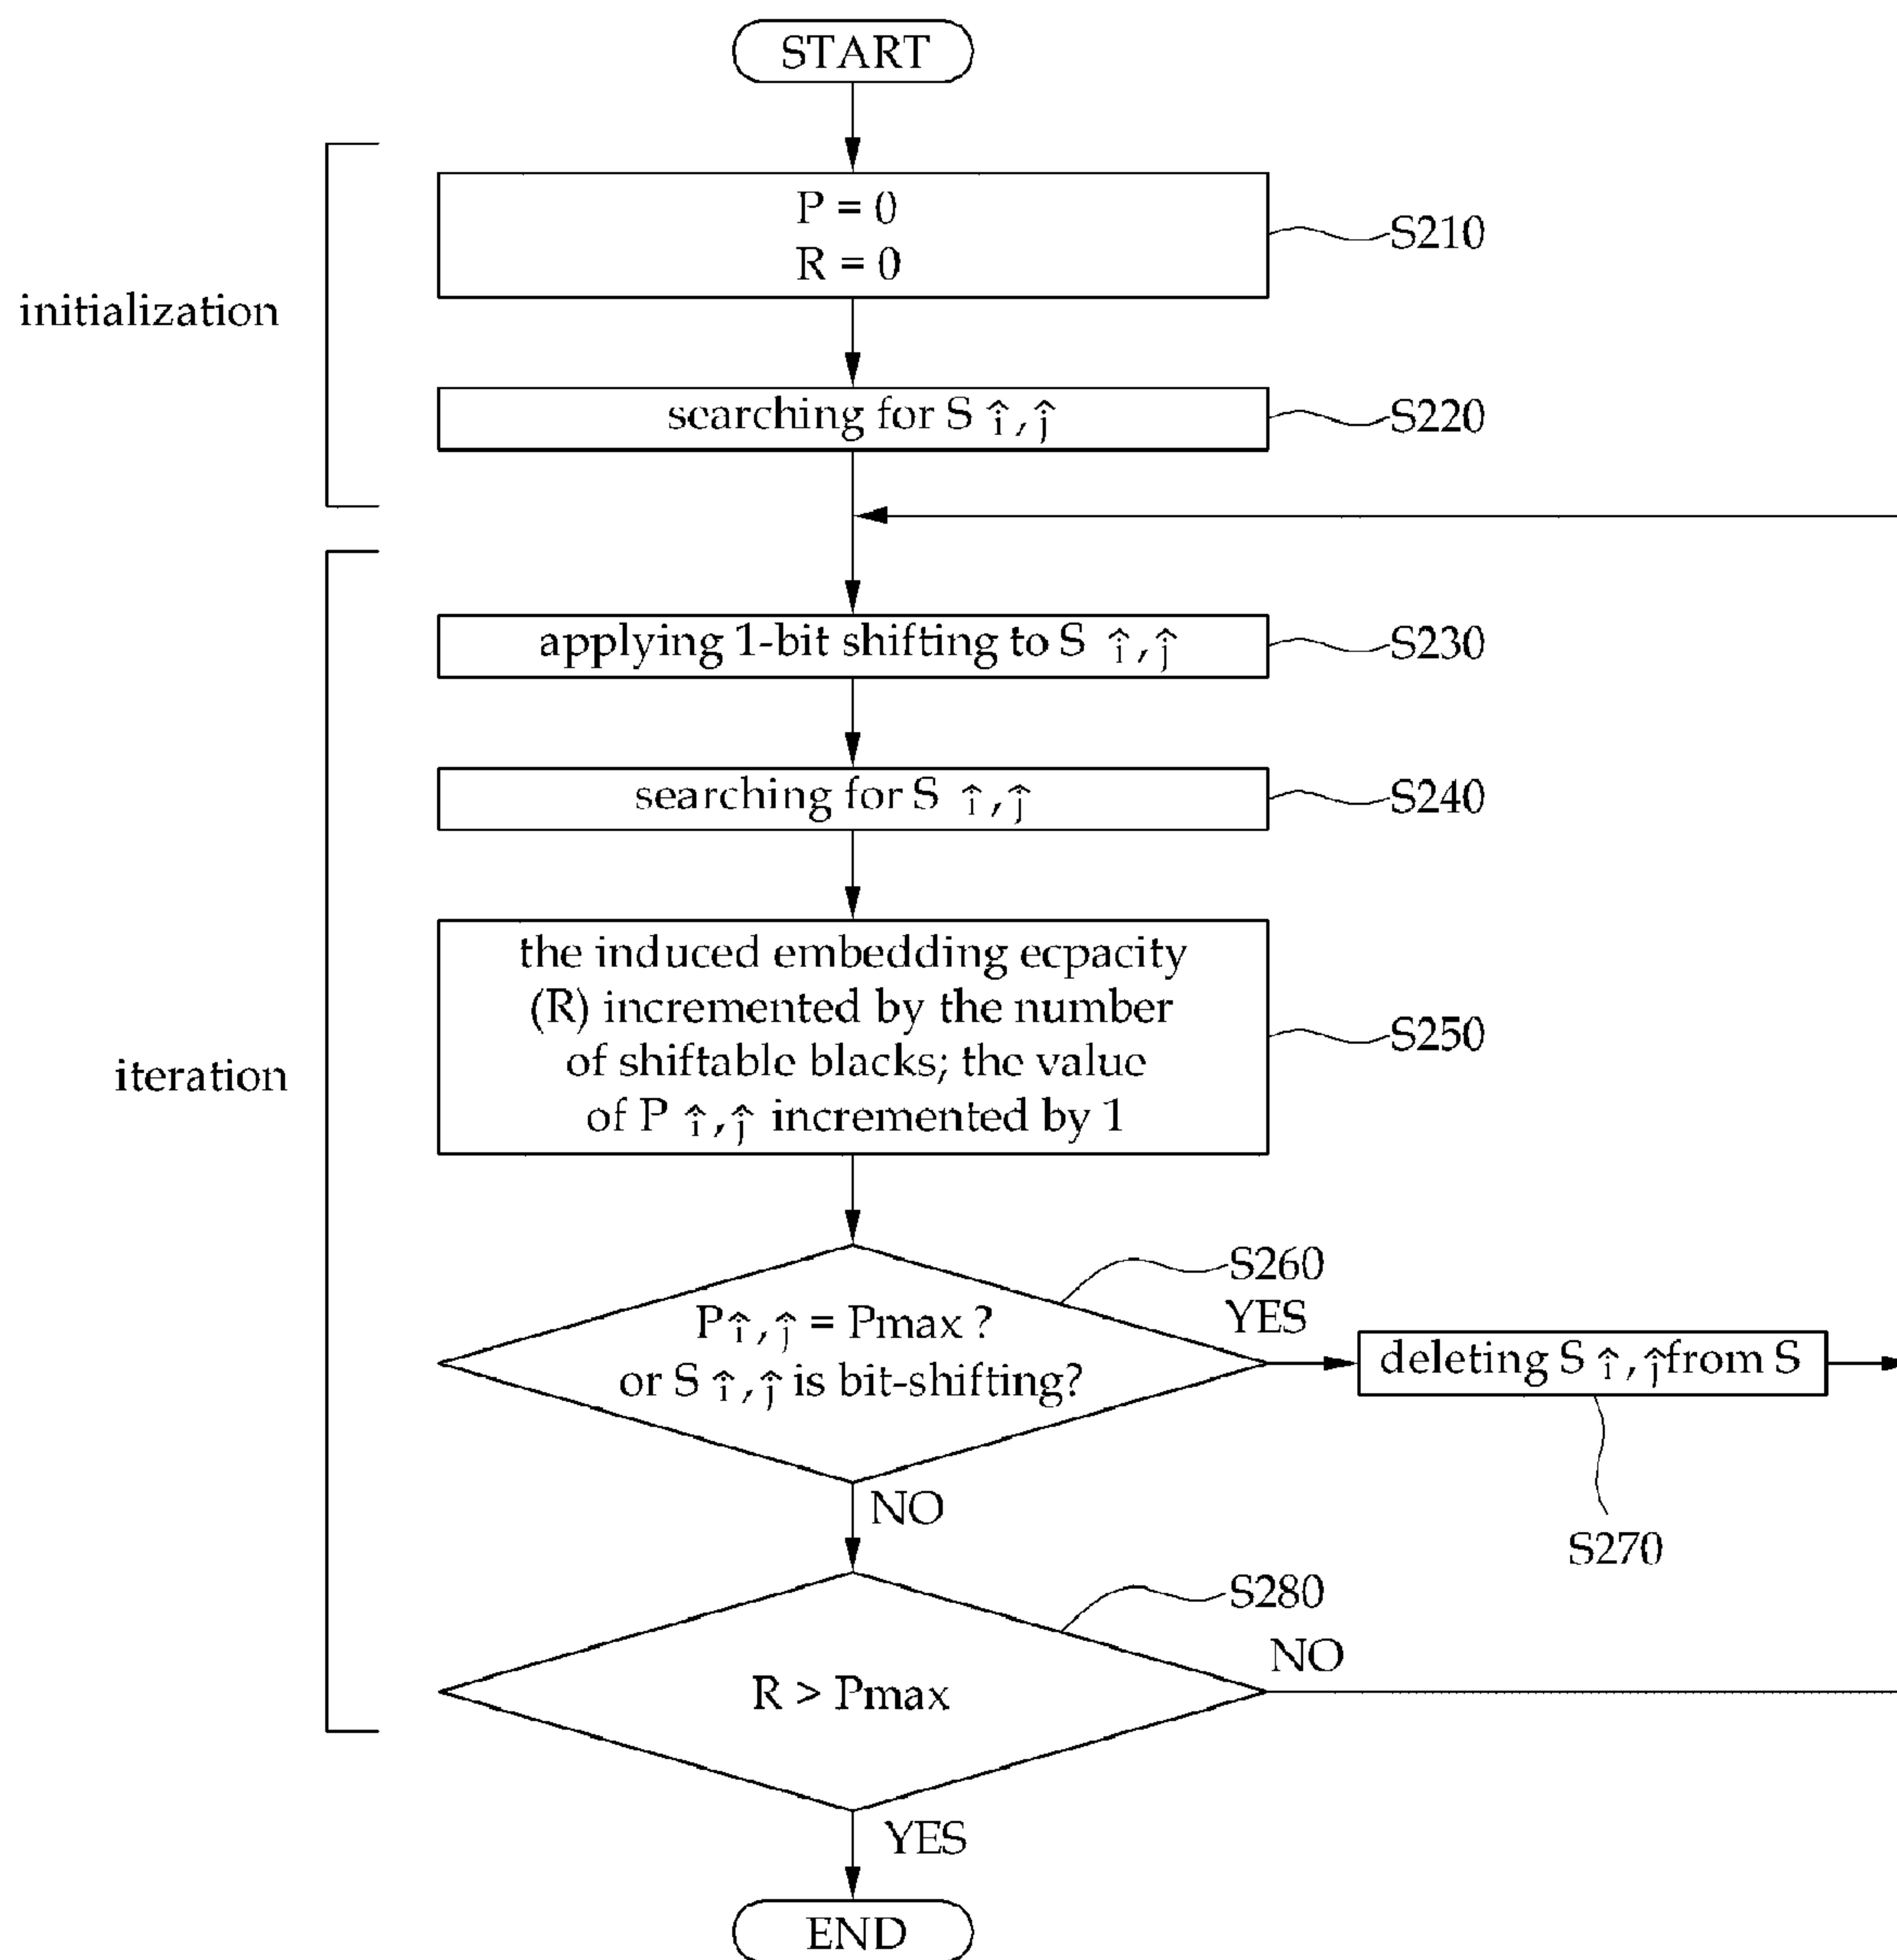 START
P = 0
R = 0
S210
initialization
searching for S î, ĵ
S220
applying 1-bit shifting to S î, ĵ
S230
searching for S î, ĵ
S240
the induced embedding ecpacity
(R) incremented by the number
of shiftable blacks; the value
of P î, ĵ incremented by 1
S250
iteration
S260
P î, ĵ = Pmax ?
or S î, ĵ is bit-shifting?
YES
deleting S î, ĵ from S
S270
NO
S280
R > Pmax
NO
YES
END